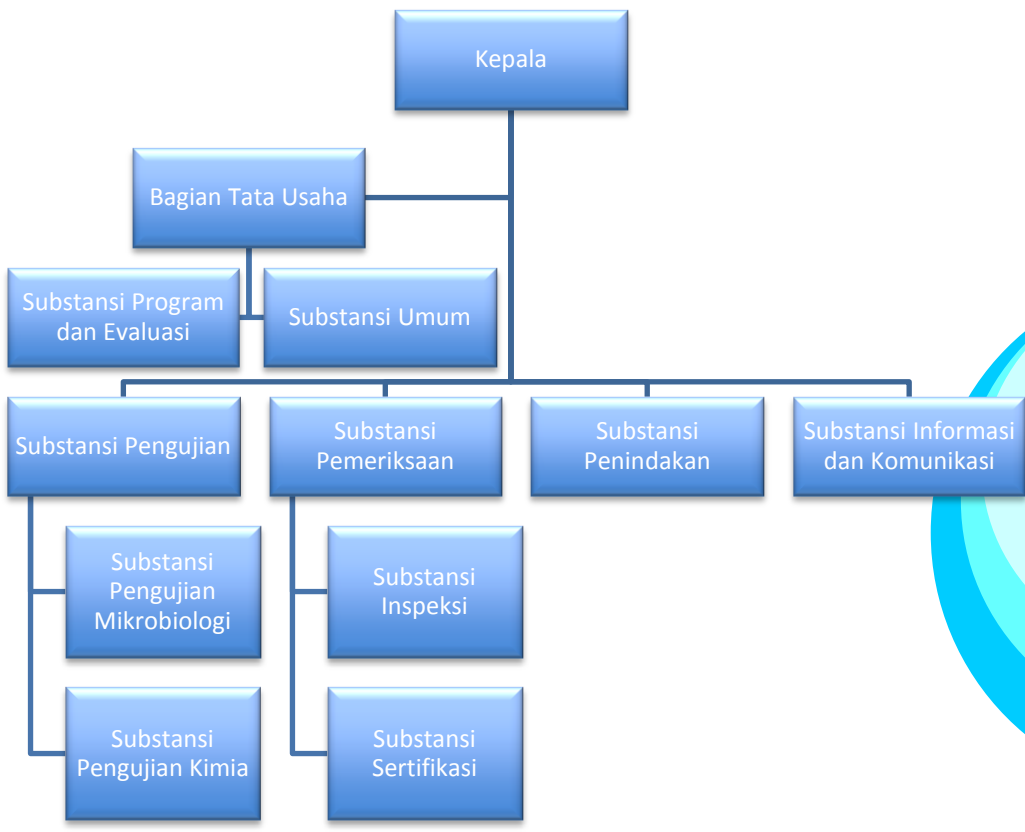 Kepala
Bagian Tata Usaha
Substansi Program
dan Evaluasi
Substansi Umum
Substansi Pengujian
Substansi
Pemeriksaan
Substansi
Penindakan
Substansi Informasi
dan Komunikasi
Substansi
Pengujian
Mikrobiologi
Substansi
Inspeksi
Substansi
Pengujian Kimia
Substansi
Sertifikasi